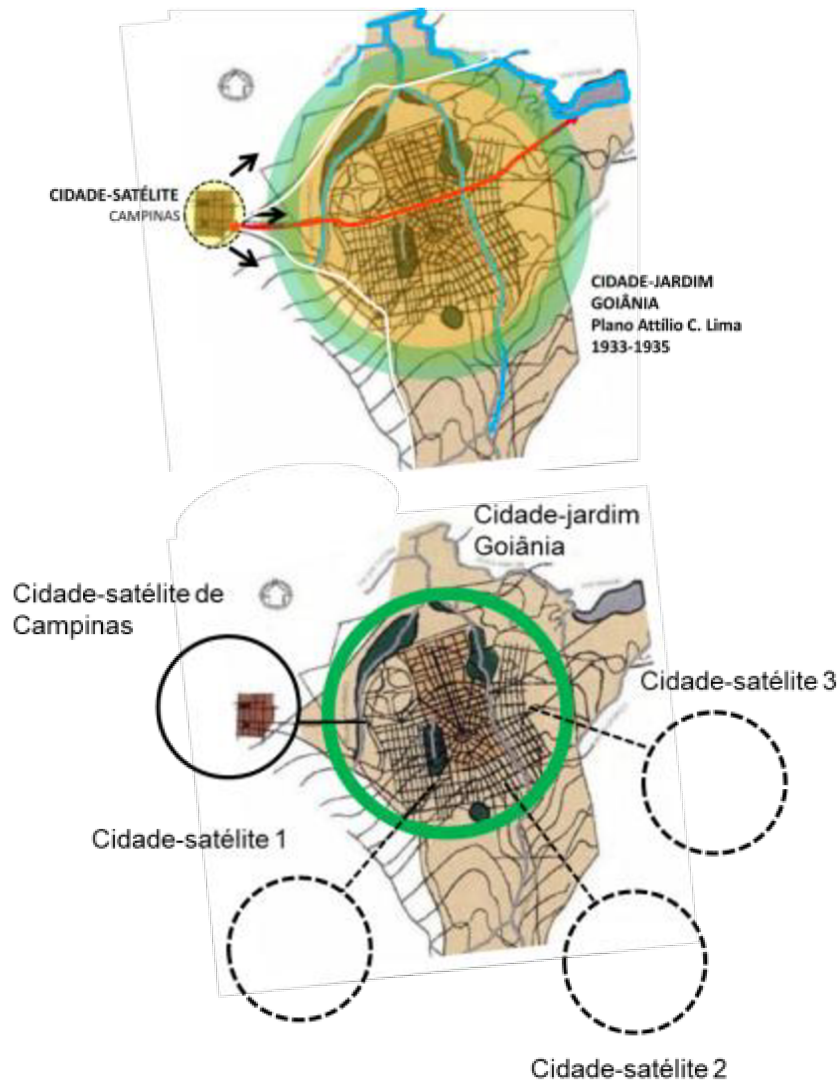 CIDADE-SATÉLITE
CAMPINAS
CIDADE-JARDIM
GOIÂNIA
Plano Attílio C. Lima
1933-1935
Cidade-jardim
Goiânia
Cidade-satélite de
Campinas
Cidade-satélite 3
Cidade-satélite 1
Cidade-satélite 2